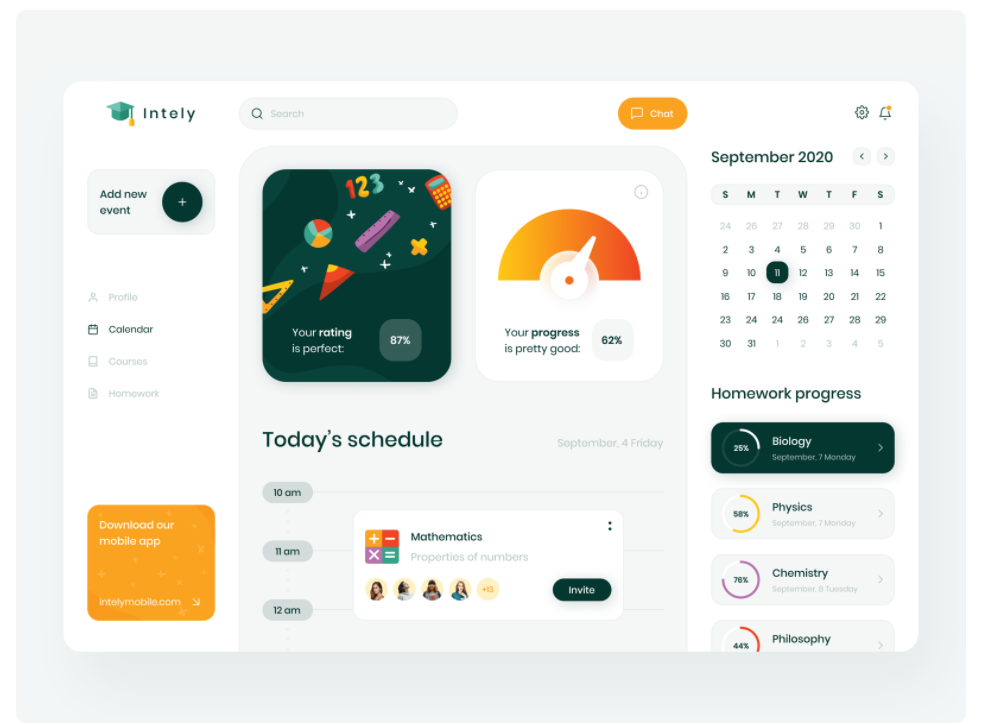 Intely
Search
Chat
Add new
event
+
Profile
Calendar
Courses
Homework
Download our
mobile app
intelymobile.com
123
Your rating
is perfect:
87%
Your progress
is pretty good:
62%
Today's schedule
September, 4 Friday
10 am
11 am
12 am
Mathematics
Properties of numbers
+13
Invite
September 2020
S M T W T F S
24 26 27 28 29 30 1
2 3 4 5 6 7 8
9 10 11 12 13 14 15
16 17 18 19 20 21 22
23 24 24 26 27 28 29
30 31 1 2 3 4 5
Homework progress
25%
Biology
September, 7 Monday
58%
Physics
September, 7 Monday
76%
Chemistry
September, 8 Tuesday
44%
Philosophy